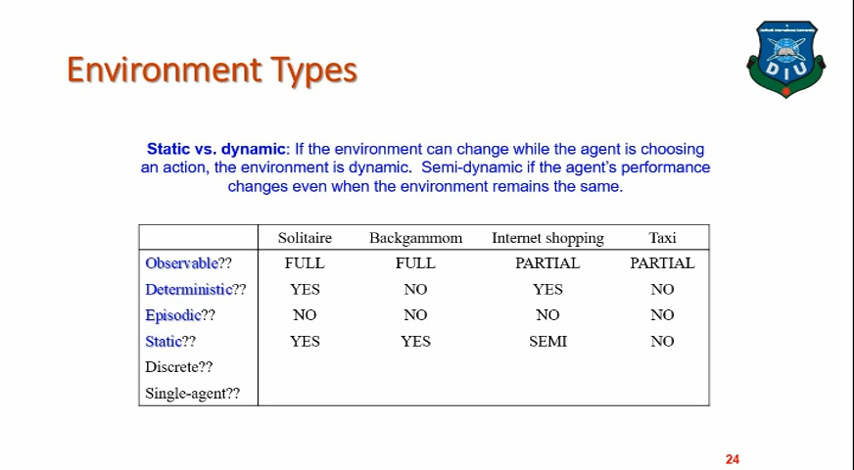 Environment Types
DIU
Static vs. dynamic: If the environment can change while the agent is choosing
an action, the environment is dynamic. Semi-dynamic if the agent's performance
changes even when the environment remains the same.
Solitaire Backgammom Internet shopping Taxi
Observable?? FULL FULL PARTIAL PARTIAL
Deterministic?? YES NO YES NO
Episodic?? NO NO NO NO
Static?? YES YES SEMI NO
Discrete??
Single-agent??
24